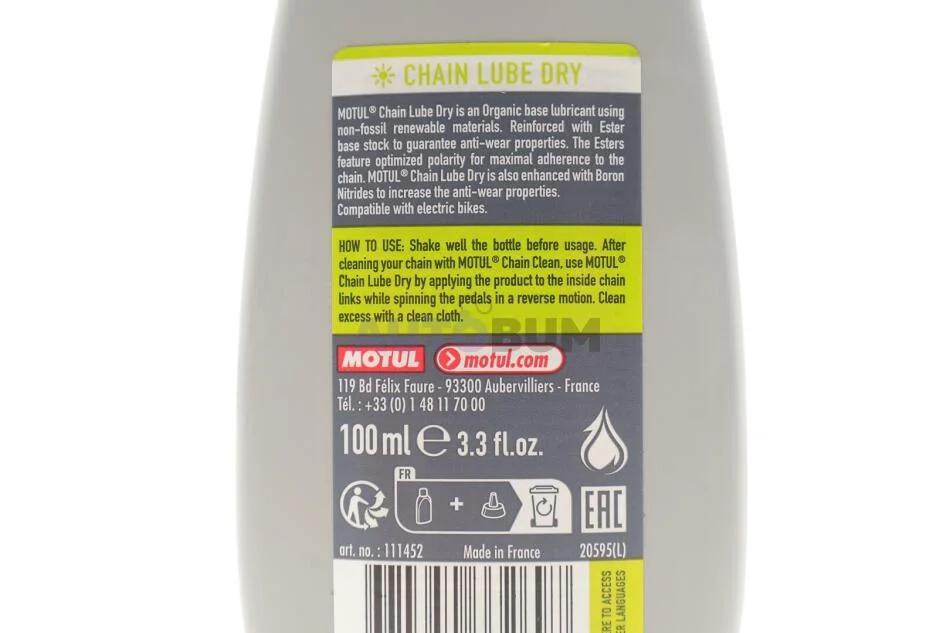 CHAIN LUBE DRY
MOTUL® Chain Lube Dry is an Organic base lubricant using
non-fossil renewable materials. Reinforced with Ester
base stock to guarantee anti-wear properties. The Esters
feature optimized polarity for maximal adherence to the
chain. MOTUL® Chain Lube Dry is also enhanced with Boron
Nitrides to increase the anti-wear properties.
Compatible with electric bikes.
HOW TO USE: Shake well the bottle before usage. After
cleaning your chain with MOTUL® Chain Clean, use MOTUL®
Chain Lube Dry by applying the product to the inside chain
links while spinning the pedals in a reverse motion. Clean
excess with a clean cloth.
AUTOBUM
MOTUL motul.com
119 Bd Félix Faure - 93300 Aubervilliers - France
Tél. : +33 (0) 1 48 11 70 00
100 ml ℮ 3.3 fl.oz.
FR
+
EAC
art. no. : 111452 Made in France 20595(L)
RE TO ACCESS
ER LANGUAGES